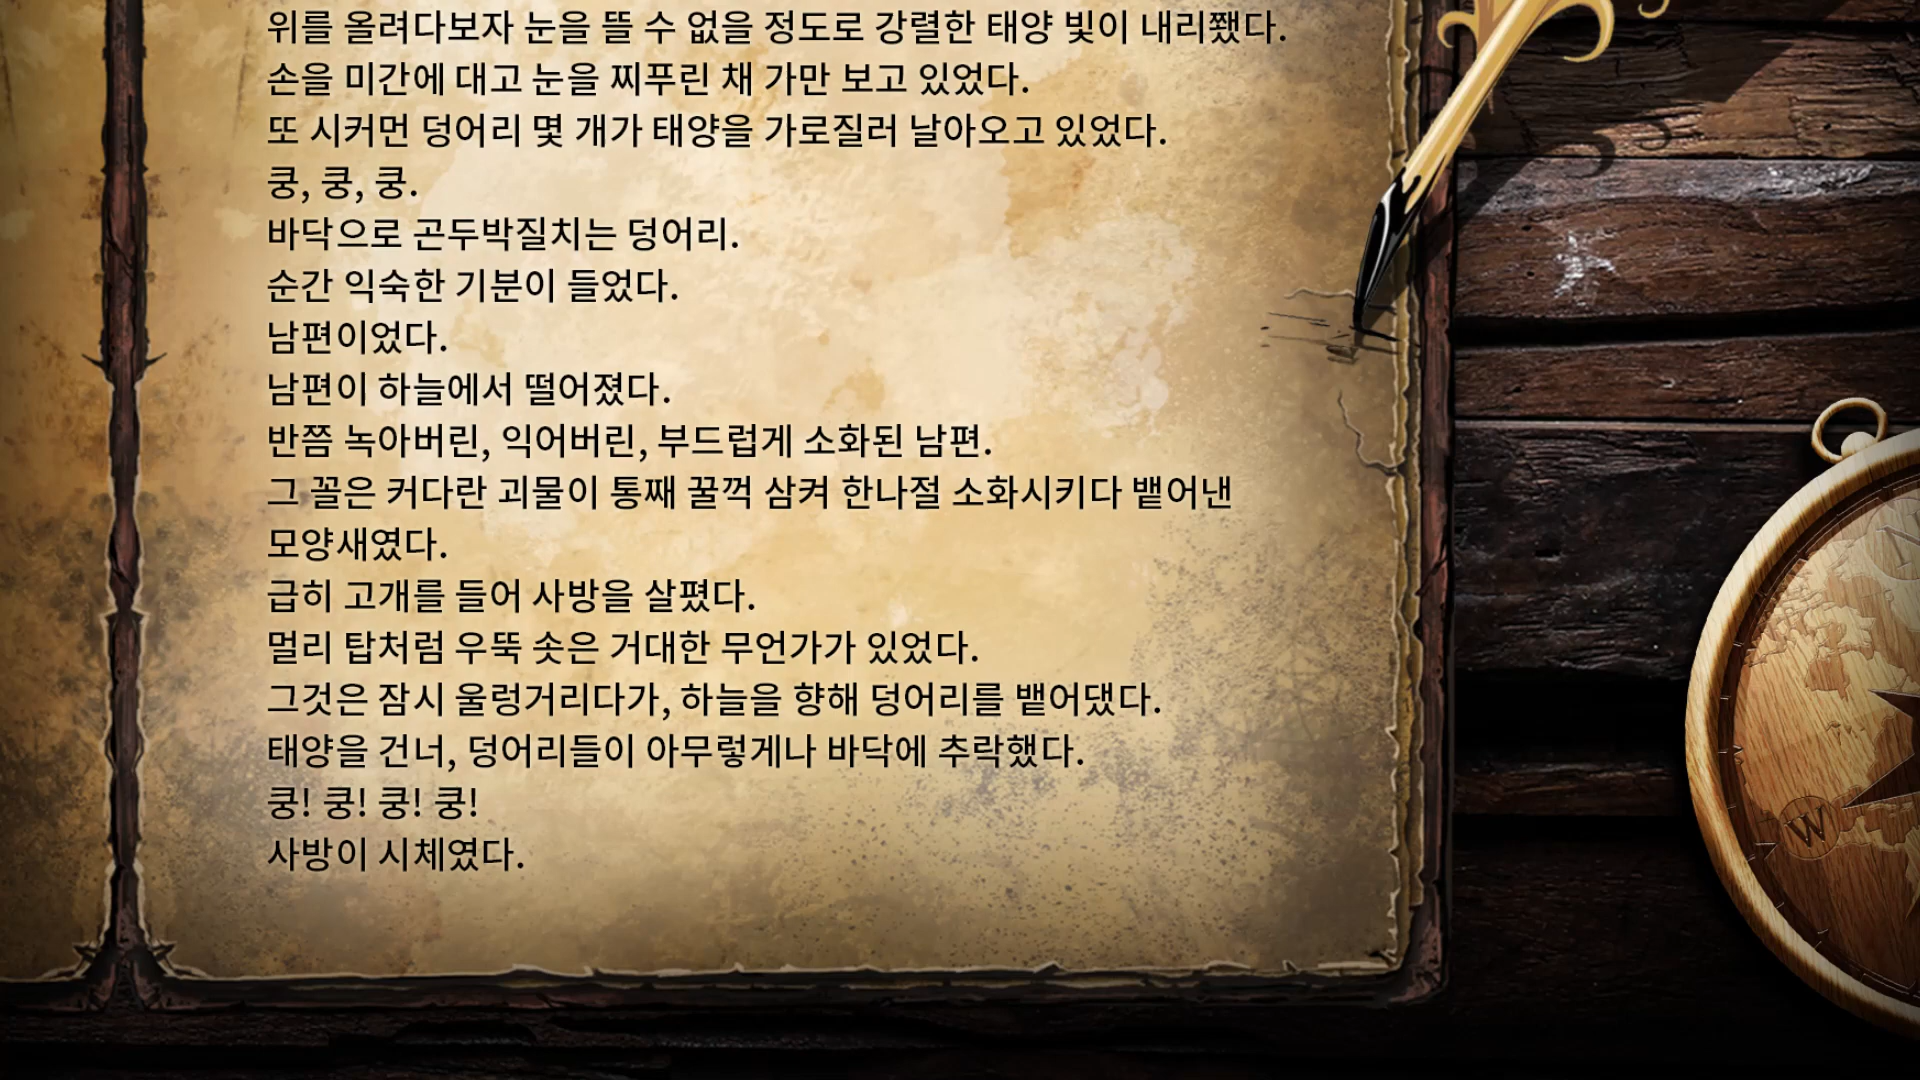 위를 올려다보자 눈을 뜰 수 없을 정도로 강렬한 태양 빛이 내리쬈다.
손을 미간에 대고 눈을 찌푸린 채 가만 보고 있었다.
또 시커먼 덩어리 몇 개가 태양을 가로질러 날아오고 있었다.
쿵, 쿵, 쿵.
바닥으로 곤두박질치는 덩어리.
순간 익숙한 기분이 들었다.
남편이었다.
남편이 하늘에서 떨어졌다.
반쯤 녹아버린, 익어버린, 부드럽게 소화된 남편.
그 꼴은 커다란 괴물이 통째 꿀꺽 삼켜 한나절 소화시키다 뱉어낸
모양새였다.
급히 고개를 들어 사방을 살폈다.
멀리 탑처럼 우뚝 솟은 거대한 무언가가 있었다.
그것은 잠시 울렁거리다가, 하늘을 향해 덩어리를 뱉어댔다.
태양을 건너, 덩어리들이 아무렇게나 바닥에 추락했다.
쿵! 쿵! 쿵! 쿵!
사방이 시체였다.
N
W